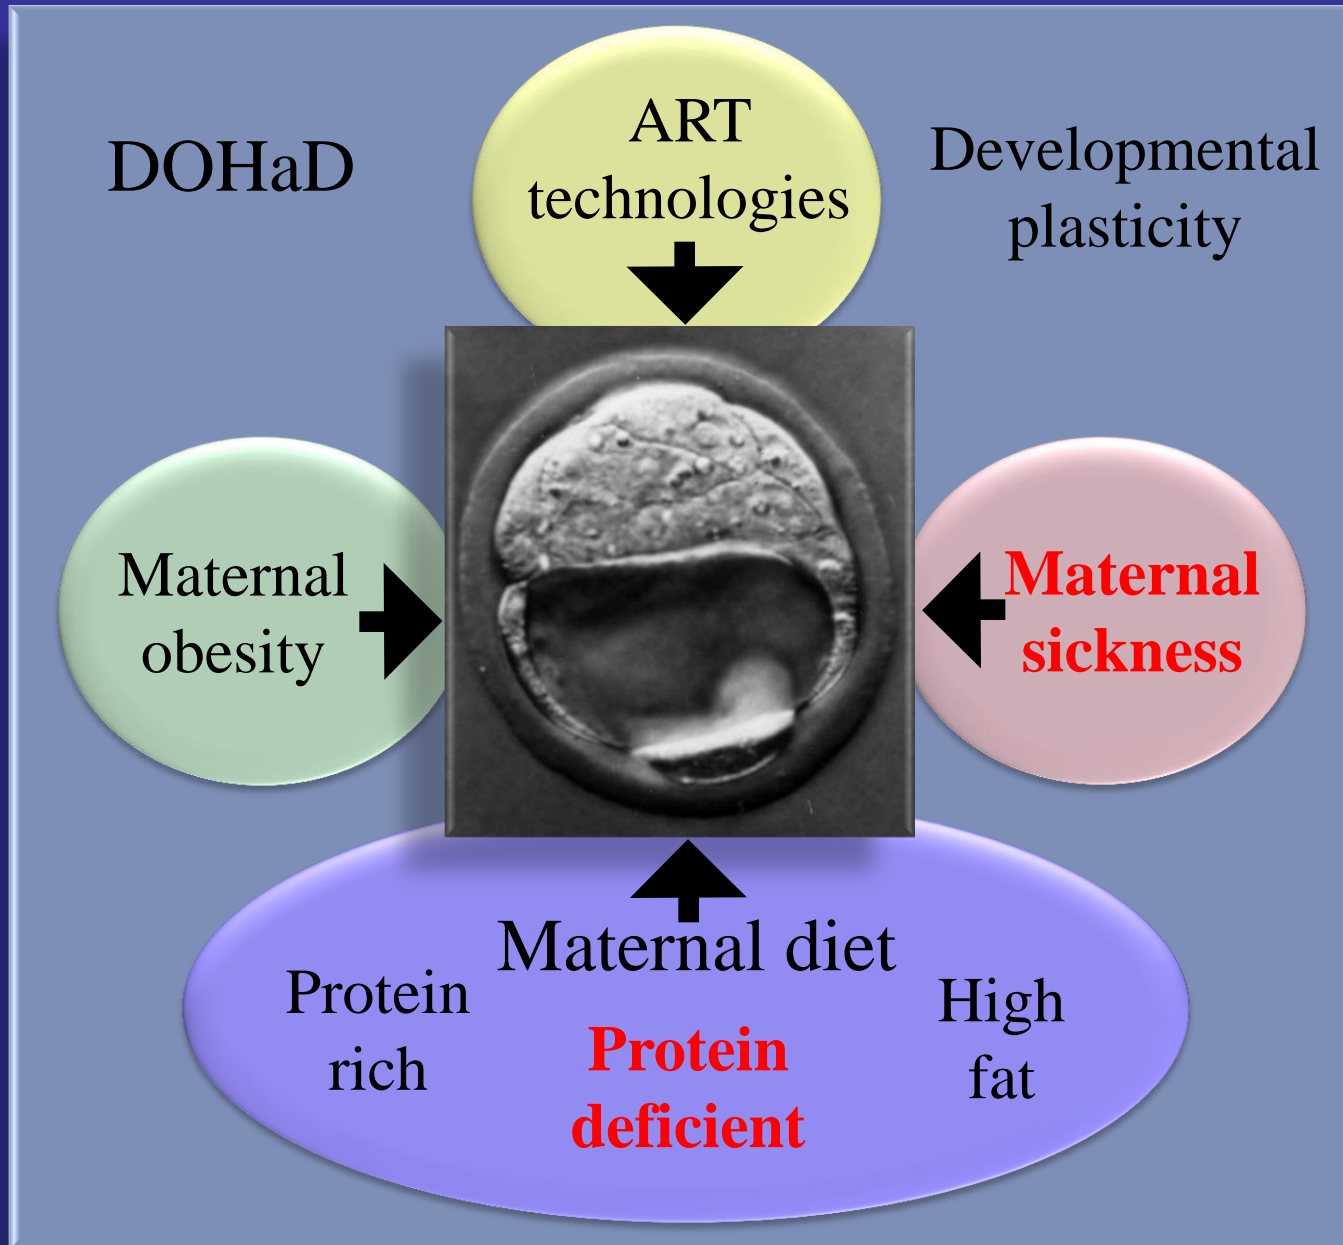 DOHaD
ART
technologies
Developmental
plasticity
Maternal
obesity
Maternal
sickness
Maternal diet
Protein
rich
Protein
deficient
High
fat